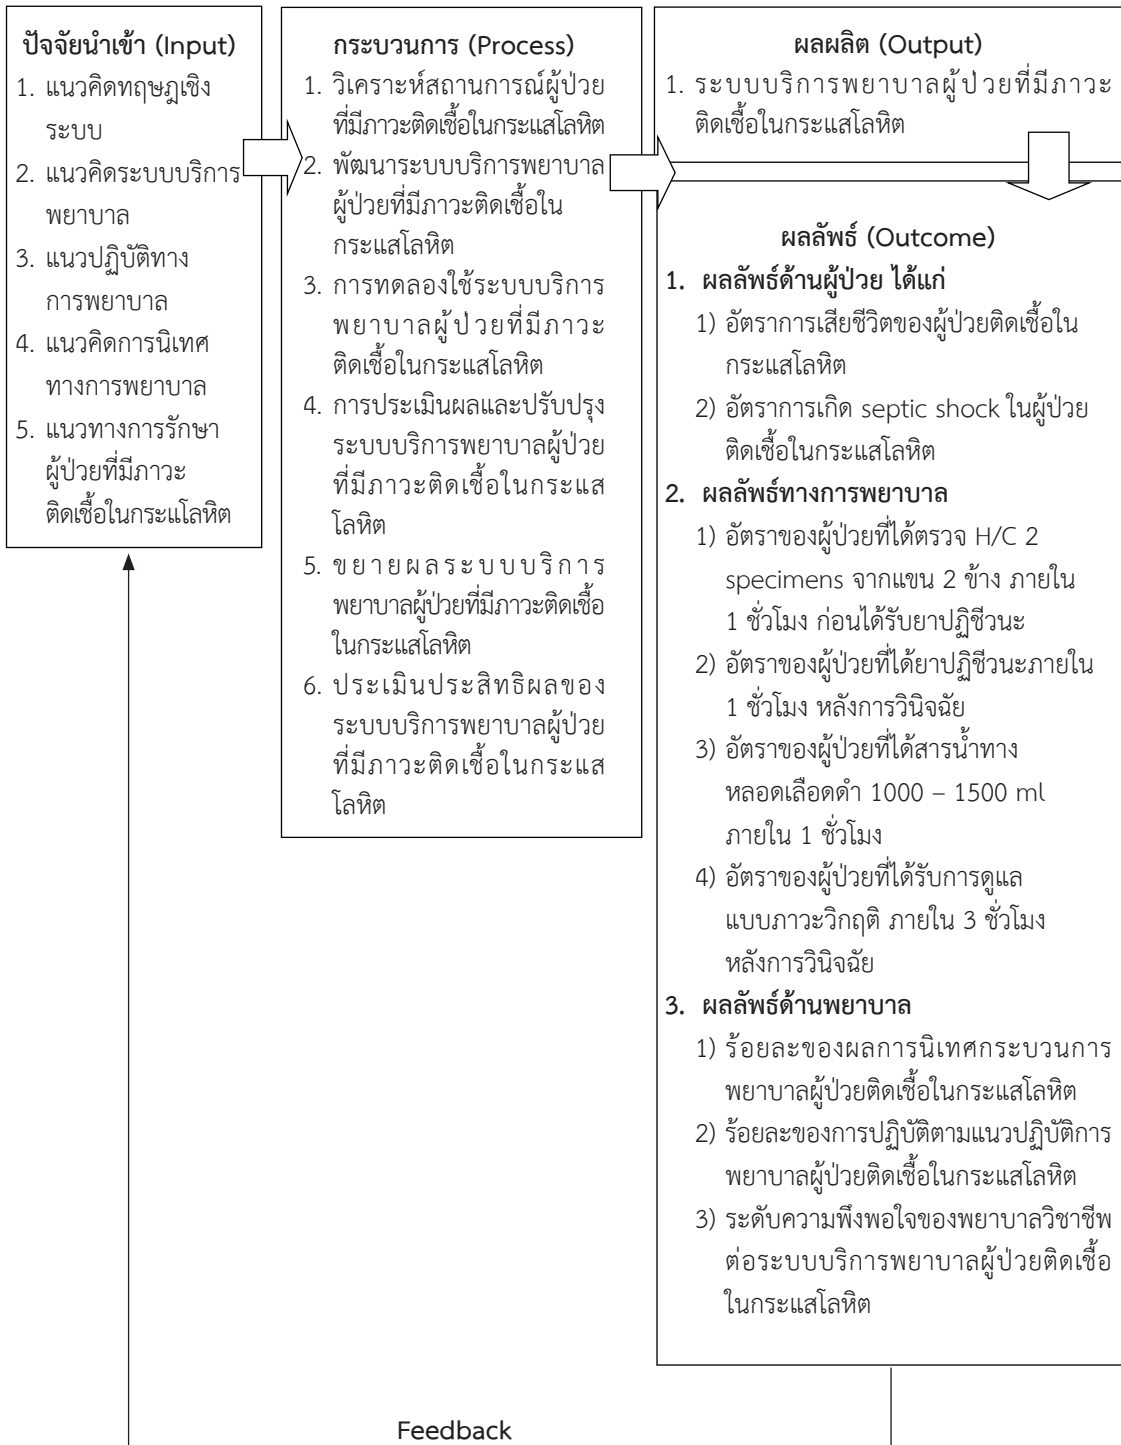 ปัจจัยนำเข้า (Input)
1. แนวคิดทฤษฎเชิง
ระบบ
2. แนวคิดระบบบริการ
พยาบาล
3. แนวปฏิบัติทาง
การพยาบาล
4. แนวคิดการนิเทศ
ทางการพยาบาล
5. แนวทางการรักษา
ผู้ป่วยที่มีภาวะ
ติดเชื้อในกระแโลหิต
กระบวนการ (Process)
1. วิเคราะห์สถานการณ์ผู้ป่วย
ที่มีภาวะติดเชื้อในกระแสโลหิต
2. พัฒนาระบบบริการพยาบาล
ผู้ป่วยที่มีภาวะติดเชื้อใน
กระแสโลหิต
3. การทดลองใช้ระบบบริการ
พยาบาลผู้ป่วยที่มีภาวะ
ติดเชื้อในกระแสโลหิต
4. การประเมินผลและปรับปรุง
ระบบบริการพยาบาลผู้ป่วย
ที่มีภาวะติดเชื้อในกระแส
โลหิต
5. ขยายผลระบบบริการ
พยาบาลผู้ป่วยที่มีภาวะติดเชื้อ
ในกระแสโลหิต
6. ประเมินประสิทธิผลของ
ระบบบริการพยาบาลผู้ป่วย
ที่มีภาวะติดเชื้อในกระแส
โลหิต
ผลผลิต (Output)
1. ระบบบริการพยาบาลผู้ป่วยที่มีภาวะ
ติดเชื้อในกระแสโลหิต
ผลลัพธ์ (Outcome)
1. ผลลัพธ์ด้านผู้ป่วย ได้แก่
1) อัตราการเสียชีวิตของผู้ป่วยติดเชื้อใน
กระแสโลหิต
2) อัตราการเกิด septic shock ในผู้ป่วย
ติดเชื้อในกระแสโลหิต
2. ผลลัพธ์ทางการพยาบาล
1) อัตราของผู้ป่วยที่ได้ตรวจ H/C 2
specimens จากแขน 2 ข้าง ภายใน
1 ชั่วโมง ก่อนได้รับยาปฏิชีวนะ
2) อัตราของผู้ป่วยที่ได้ยาปฏิชีวนะภายใน
1 ชั่วโมง หลังการวินิจฉัย
3) อัตราของผู้ป่วยที่ได้สารน้ำทาง
หลอดเลือดดำ 1000 – 1500 ml
ภายใน 1 ชั่วโมง
4) อัตราของผู้ป่วยที่ได้รับการดูแล
แบบภาวะวิกฤติ ภายใน 3 ชั่วโมง
หลังการวินิจฉัย
3. ผลลัพธ์ด้านพยาบาล
1) ร้อยละของผลการนิเทศกระบวนการ
พยาบาลผู้ป่วยติดเชื้อในกระแสโลหิต
2) ร้อยละของการปฏิบัติตามแนวปฏิบัติการ
พยาบาลผู้ป่วยติดเชื้อในกระแสโลหิต
3) ระดับความพึงพอใจของพยาบาลวิชาชีพ
ต่อระบบบริการพยาบาลผู้ป่วยติดเชื้อ
ในกระแสโลหิต
Feedback